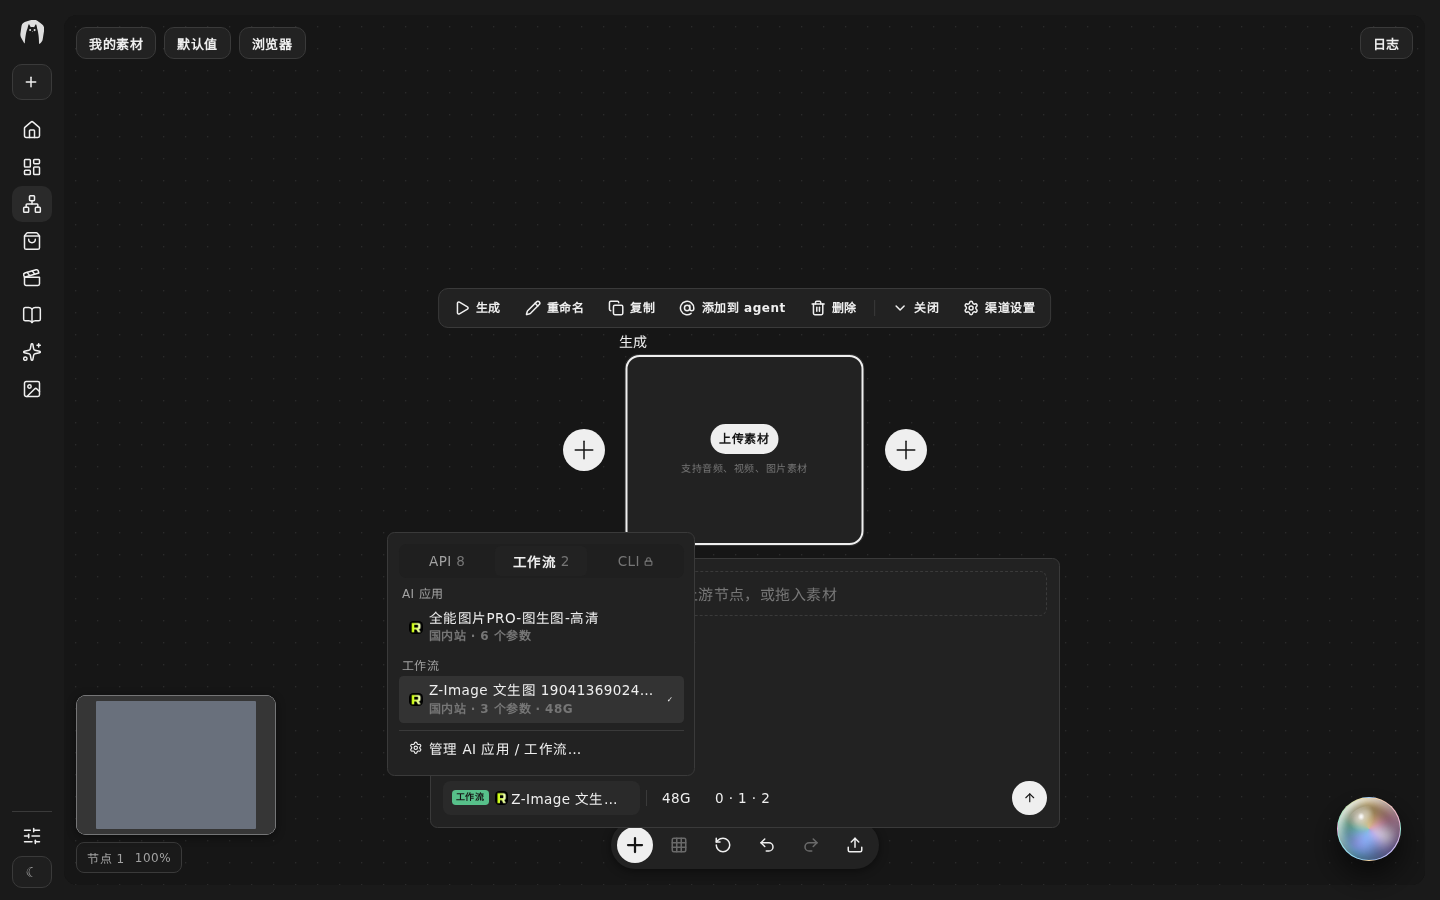 我的素材
默认值
浏览器
日志
生成
重命名
复制
添加到 agent
删除
关闭
渠道设置
生成
上传素材
支持音频、视频、图片素材
API 8
工作流 2
CLI
AI 应用
全能图片PRO-图生图-高清
国内站 · 6 个参数
工作流
Z-Image 文生图 19041369024...
国内站 · 3 个参数 · 48G
管理 AI 应用 / 工作流...
游节点，或拖入素材
工作流
Z-Image 文生...
48G
0 · 1 · 2
节点 1
100%